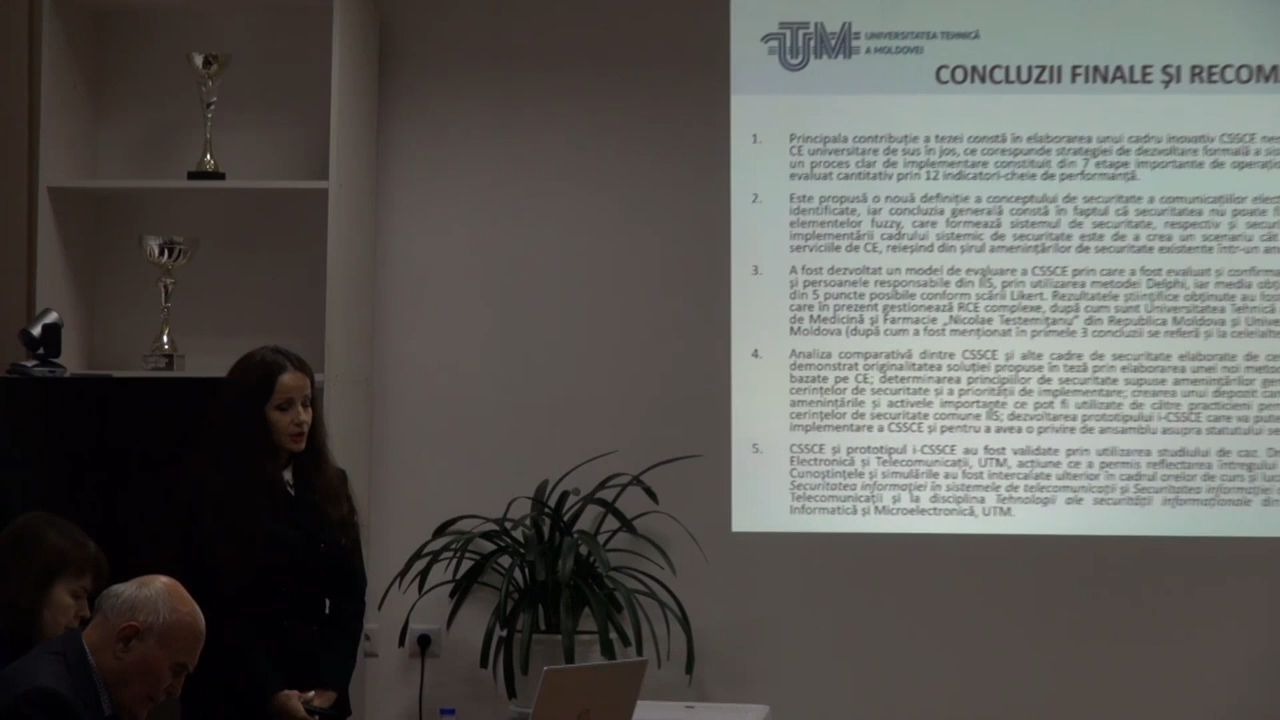 UTM UNIVERSITATEA TEHNICĂ
A MOLDOVEI
CONCLUZII FINALE ȘI RECOM
1. Principala contribuție a tezei constă în elaborarea unui cadru inovativ CSSCE
CE universitare de sus în jos, ce corespunde strategiei de dezvoltare formală a
un proces clar de implementare constituit din 7 etape importante de
evaluat cantitativ prin 12 indicatori-cheie de performanță.
2. Este propusă o nouă definiție a conceptului de securitate a comunicațiilor
identificate, iar concluzia generală constă în faptul că securitatea nu poate
elementelor fuzzy, care formează sistemul de securitate, respectiv și
implementării cadrului sistemic de securitate este de a crea un scenariu
serviciile de CE, reieșind din șirul amenințărilor de securitate existente într-un
3. A fost dezvoltat un model de evaluare a CSSCE prin care a fost evaluat și
și persoanele responsabile din IIS, prin utilizarea metodei Delphi, iar media
din 5 puncte posibile conform scării Likert. Rezultatele științifice obținute au
care în prezent gestionează RCE complexe, după cum sunt Universitatea Tehnică
de Medicină și Farmacie „Nicolae Testemițanu” din Republica Moldova și
Moldova (după cum a fost menționat în primele 3 concluzii se referă și la
4. Analiza comparativă dintre CSSCE și alte cadre de securitate elaborate de
demonstrat originalitatea soluției propuse în teză prin elaborarea unei noi
bazate pe CE; determinarea principiilor de securitate supuse amenințărilor
cerințelor de securitate și a priorității de implementare; crearea unui depozit
amenințările și activele importante ce pot fi utilizate de către practicieni
cerințelor de securitate comune IIS; dezvoltarea prototipului i-CSSCE care va
implementare a CSSCE și pentru a avea o privire de ansamblu asupra statutului
5. CSSCE și prototipul i-CSSCE au fost validate prin utilizarea studiului de caz.
Electronică și Telecomunicații, UTM, acțiune ce a permis reflectarea întregului
Cunoștințele și simulările au fost intercalate ulterior în cadrul orelor de curs și
Securitatea informației în sistemele de telecomunicații și Securitatea informației
Telecomunicații și la disciplina Tehnologii ale securității informaționale
Informatică și Microelectronică, UTM.